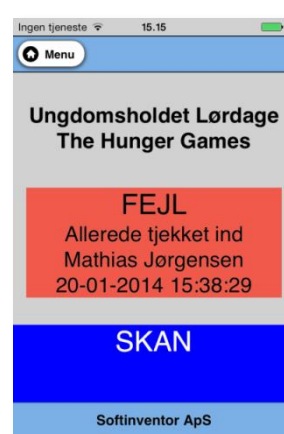 Ingen tjeneste 15.15
Menu
Ungdomsholdet Lørdage
The Hunger Games
FEJL
Allerede tjekket ind
Mathias Jørgensen
20-01-2014 15:38:29
SKAN
Softinventor ApS